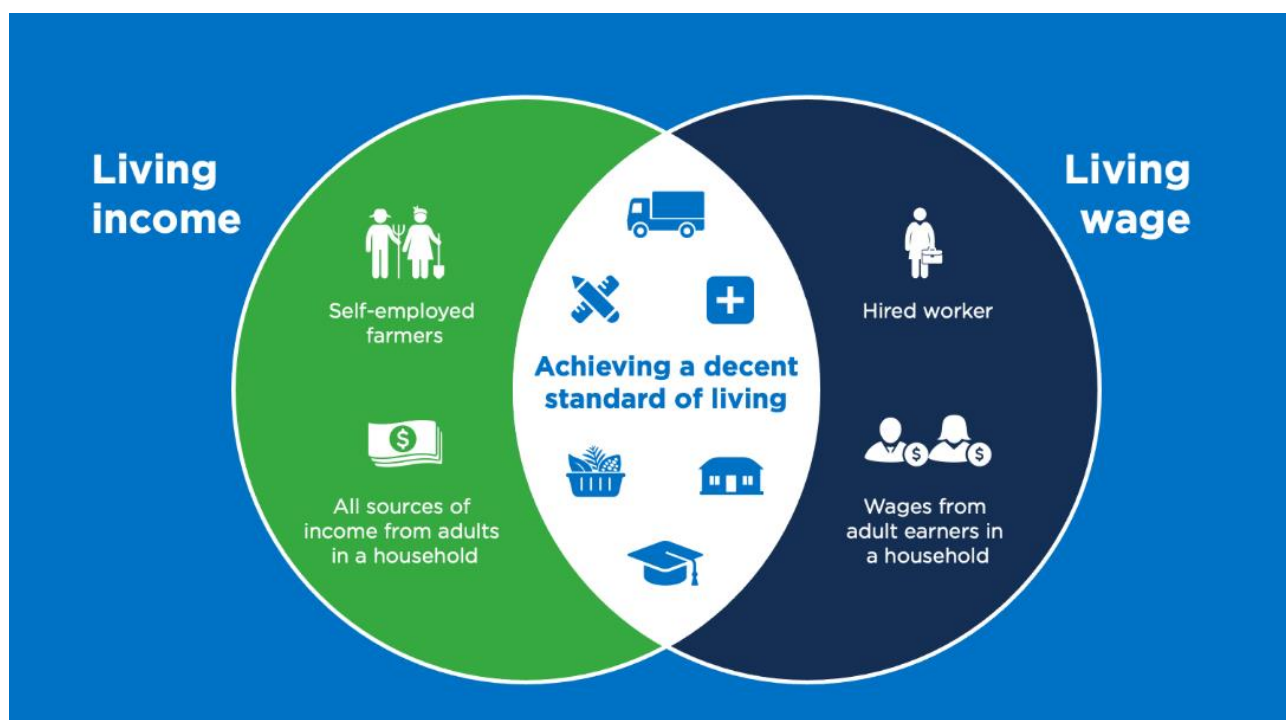 Living
income
Self-employed
farmers
$
All sources of
income from adults
in a household
Achieving a decent
standard of living
Living
wage
Hired worker
$ $
Wages from
adult earners in
a household